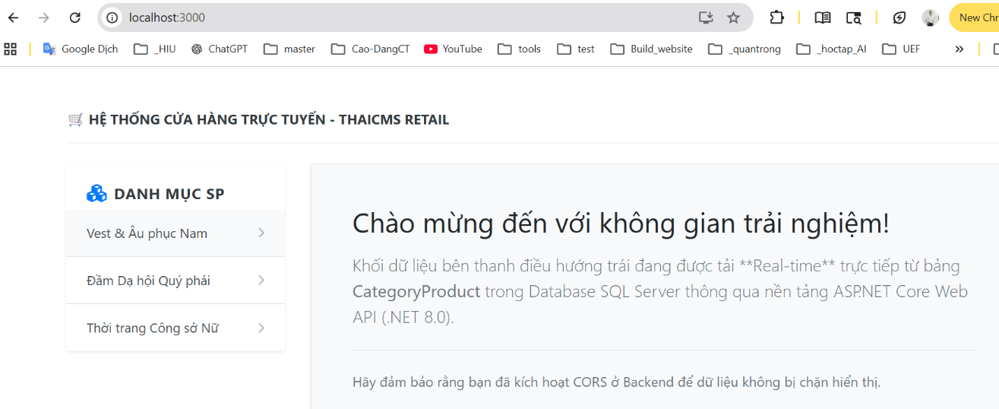 localhost:3000
New Chr
Google Dịch _HIU ChatGPT master Cao-DangCT YouTube tools test Build_website _quantrong _hoctap_AI UEF »
HỆ THỐNG CỬA HÀNG TRỰC TUYẾN - THAICMS RETAIL
DANH MỤC SP
Vest & Âu phục Nam
Đầm Dạ hội Quý phái
Thời trang Công sở Nữ
Chào mừng đến với không gian trải nghiệm!
Khối dữ liệu bên thanh điều hướng trái đang được tải **Real-time** trực tiếp từ bảng
CategoryProduct trong Database SQL Server thông qua nền tảng ASP.NET Core Web
API (.NET 8.0).
Hãy đảm bảo rằng bạn đã kích hoạt CORS ở Backend để dữ liệu không bị chặn hiển thị.